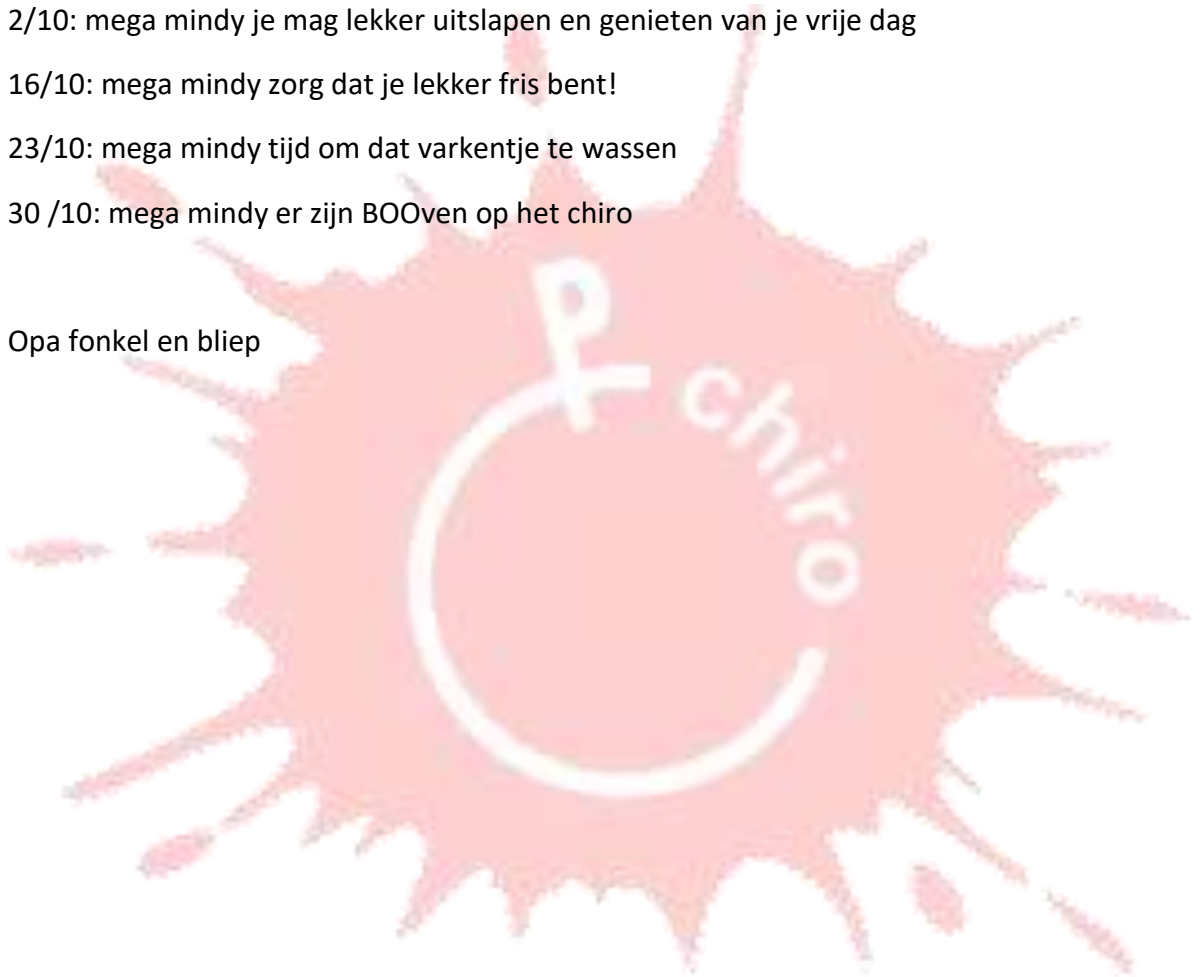 2/10: mega mindy je mag lekker uitslapen en genieten van je vrije dag
16/10: mega mindy zorg dat je lekker fris bent!
23/10: mega mindy tijd om dat varkentje te wassen
30 /10: mega mindy er zijn BOOven op het chiro
Opa fonkel en bliep
chiro